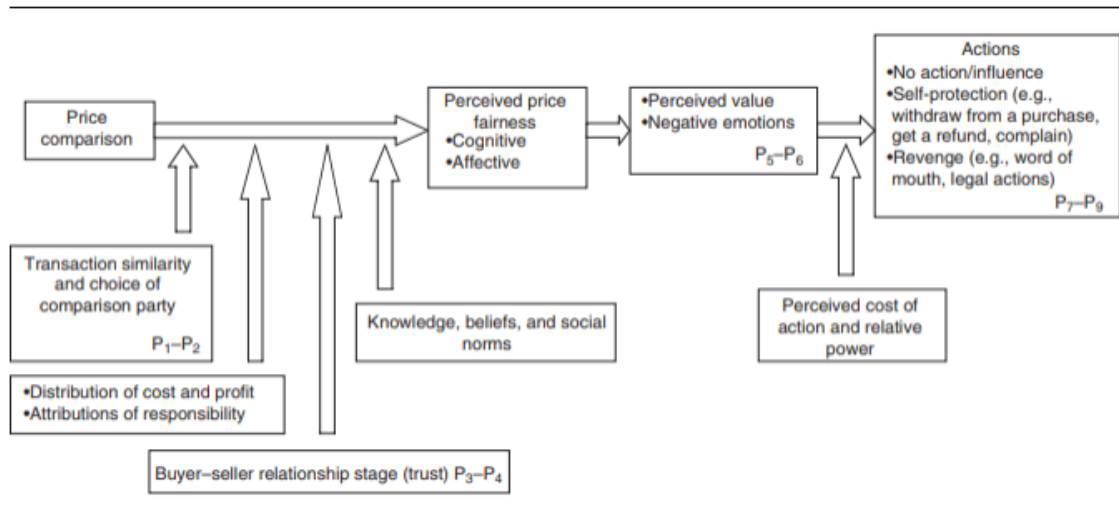 Price
comparison
Perceived price
fairness
•Cognitive
•Affective
•Perceived value
•Negative emotions
P₅–P₆
Actions
•No action/influence
•Self-protection (e.g.,
withdraw from a purchase,
get a refund, complain)
•Revenge (e.g., word of
mouth, legal actions)
P₇–P₉
Transaction similarity
and choice of
comparison party
P₁–P₂
•Distribution of cost and profit
•Attributions of responsibility
Buyer–seller relationship stage (trust) P₃–P₄
Knowledge, beliefs, and social
norms
Perceived cost of
action and relative
power